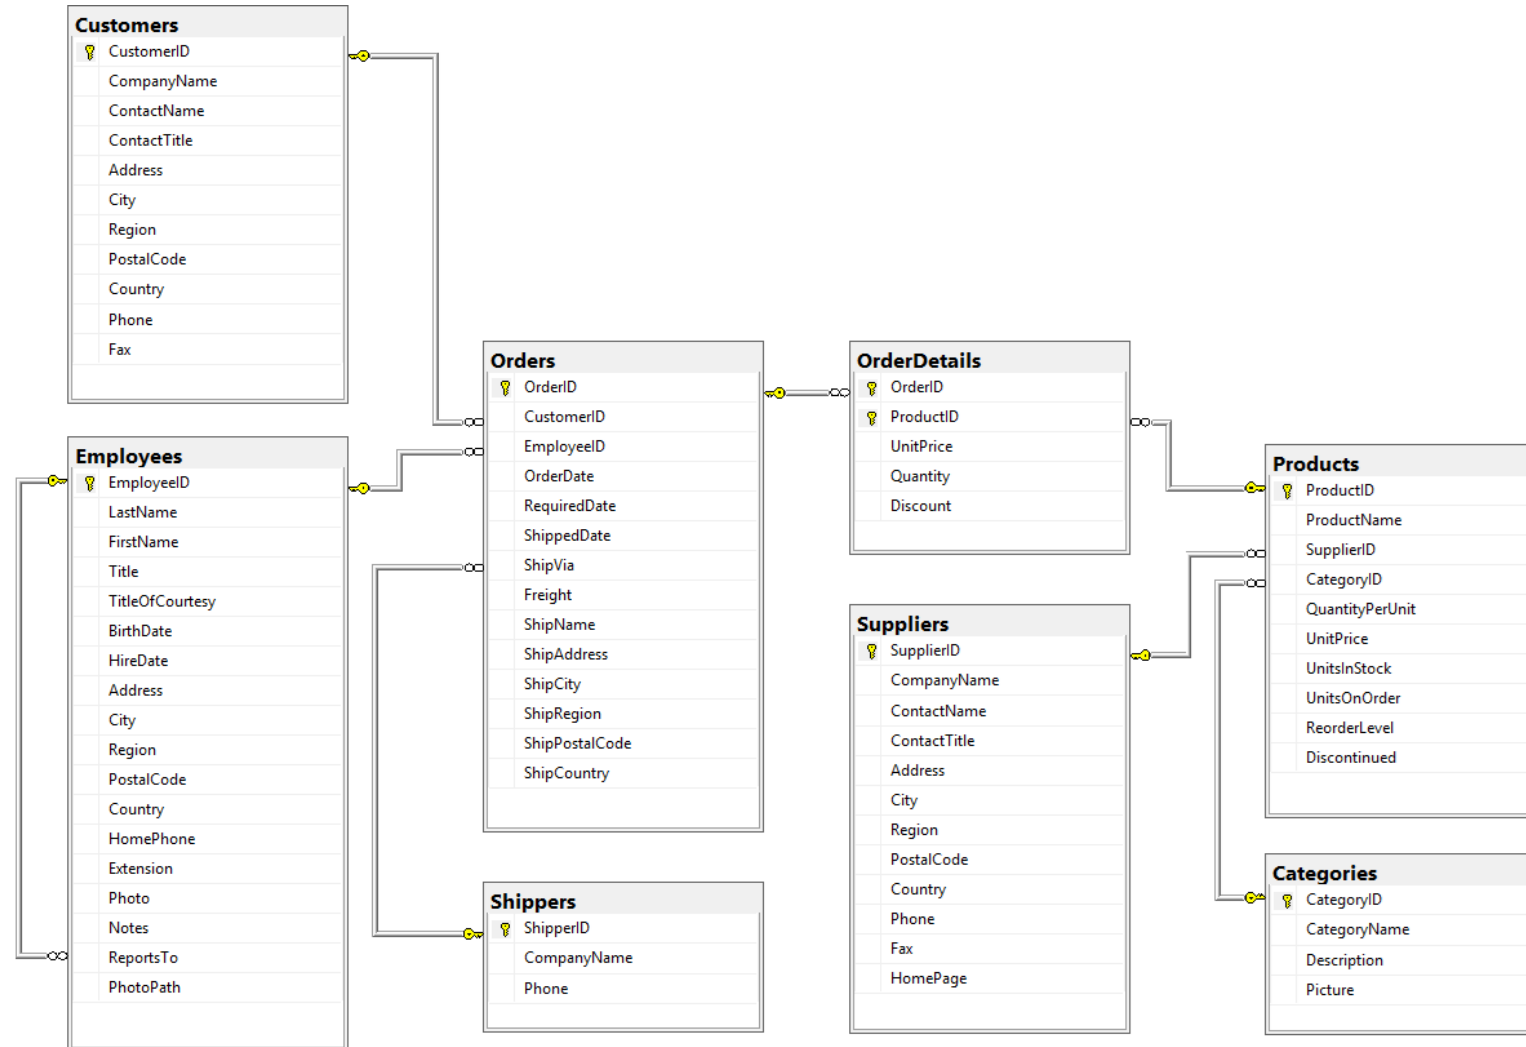 Customers
CustomerID
CompanyName
ContactName
ContactTitle
Address
City
Region
PostalCode
Country
Phone
Fax
Employees
EmployeeID
LastName
FirstName
Title
TitleOfCourtesy
BirthDate
HireDate
Address
City
Region
PostalCode
Country
HomePhone
Extension
Photo
Notes
ReportsTo
PhotoPath
Orders
OrderID
CustomerID
EmployeeID
OrderDate
RequiredDate
ShippedDate
ShipVia
Freight
ShipName
ShipAddress
ShipCity
ShipRegion
ShipPostalCode
ShipCountry
Shippers
ShipperID
CompanyName
Phone
OrderDetails
OrderID
ProductID
UnitPrice
Quantity
Discount
Suppliers
SupplierID
CompanyName
ContactName
ContactTitle
Address
City
Region
PostalCode
Country
Phone
Fax
HomePage
Products
ProductID
ProductName
SupplierID
CategoryID
QuantityPerUnit
UnitPrice
UnitsInStock
UnitsOnOrder
ReorderLevel
Discontinued
Categories
CategoryID
CategoryName
Description
Picture